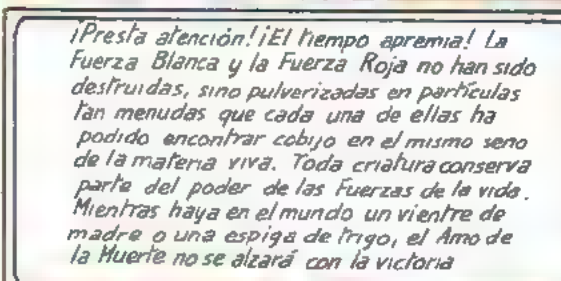 ¡Presta atención! ¡El tiempo apremia! La
Fuerza Blanca y la Fuerza Roja no han sido
destruidas, sino pulverizadas en partículas
tan menudas que cada una de ellas ha
podido encontrar cobijo en el mismo seno
de la materia viva. Toda criatura conserva
parte del poder de las Fuerzas de la vida.
Mientras haya en el mundo un vientre de
madre o una espiga de trigo, el Amo de
la Muerte no se alzará con la victoria